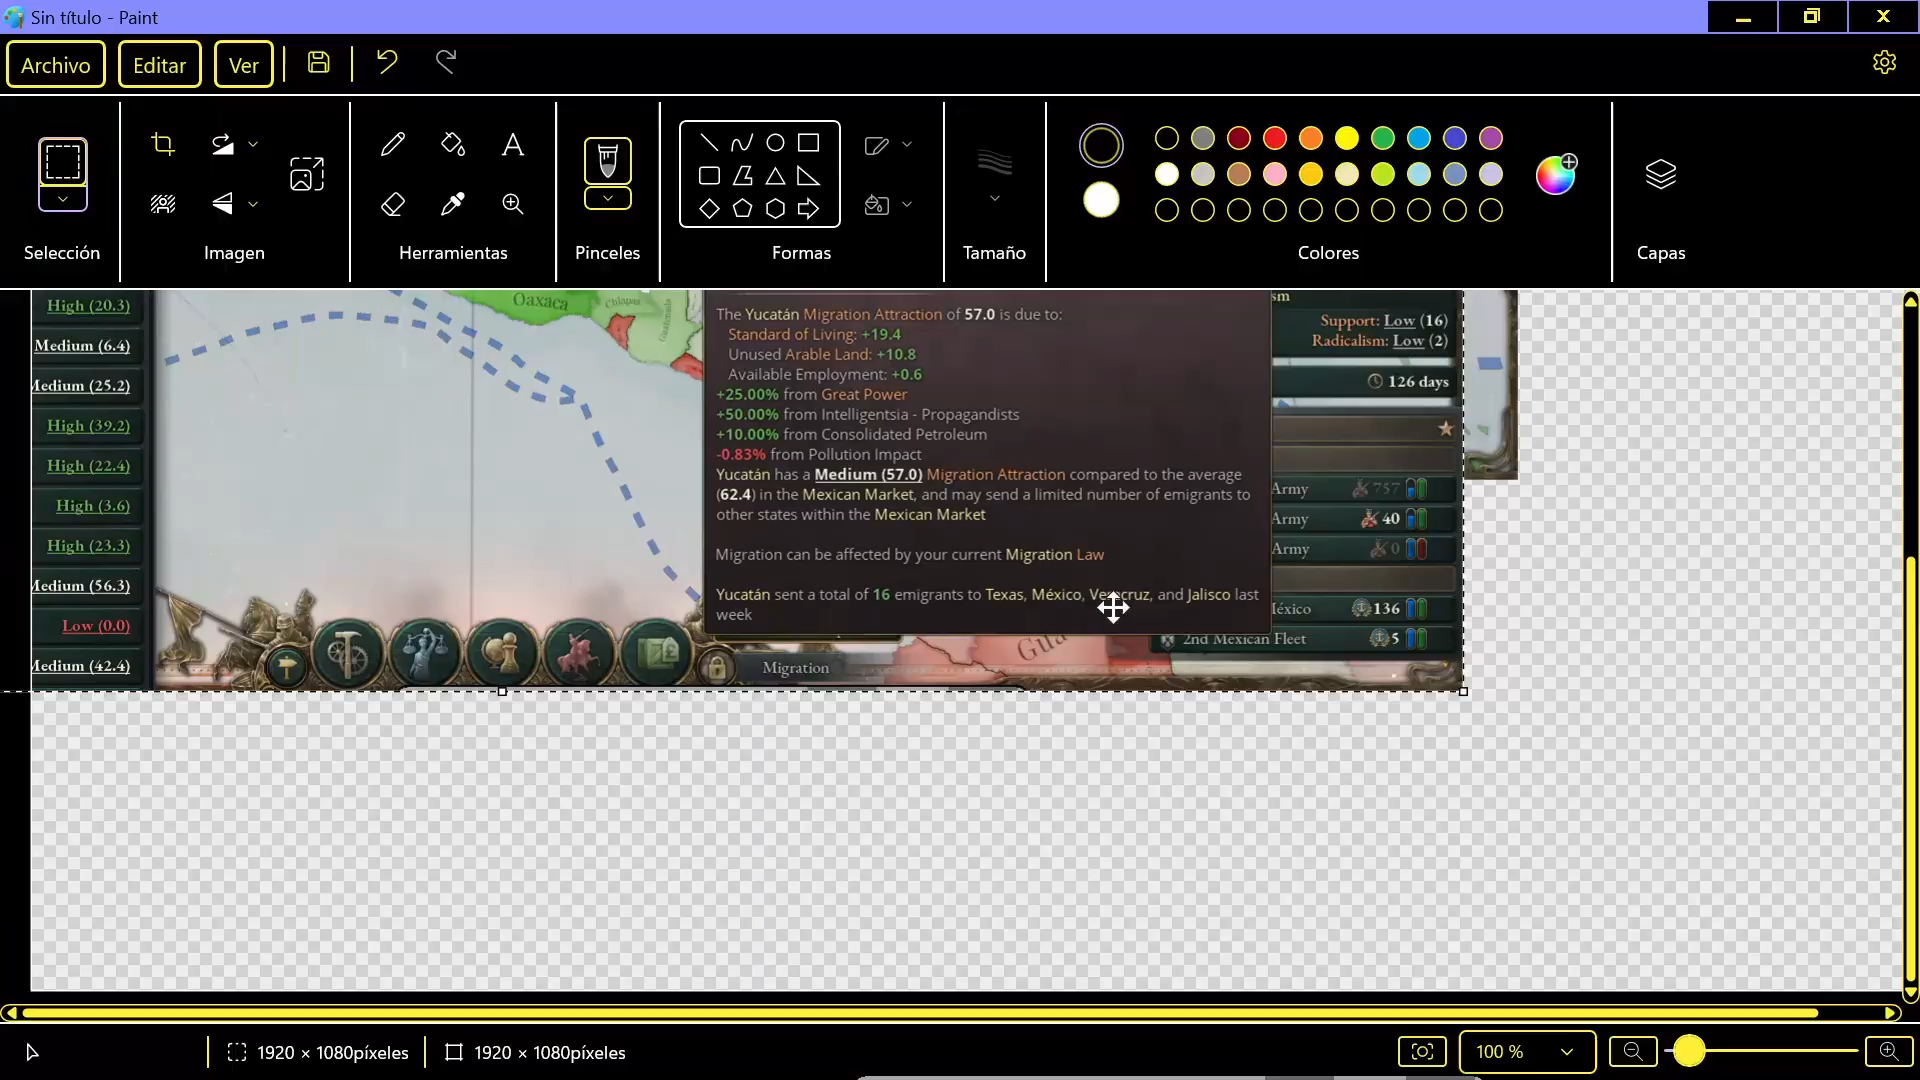 Sin título - Paint
Archivo
Editar
Ver
Selección
Imagen
Herramientas
Pinceles
Formas
Tamaño
Colores
Capas
High (20.3)
Medium (6.4)
Medium (25.2)
High (39.2)
High (22.4)
High (3.6)
High (23.3)
Medium (56.3)
Low (0.0)
Medium (42.4)
Oaxaca
Chiapas
Guatemala
The Yucatán Migration Attraction of 57.0 is due to:
Standard of Living: +19.4
Unused Arable Land: +10.8
Available Employment: +0.6
+25.00% from Great Power
+50.00% from Intelligentsia - Propagandists
+10.00% from Consolidated Petroleum
-0.83% from Pollution Impact
Yucatán has a Medium (57.0) Migration Attraction compared to the average
(62.4) in the Mexican Market, and may send a limited number of emigrants to
other states within the Mexican Market
Migration can be affected by your current Migration Law
Yucatán sent a total of 16 emigrants to Texas, México, Veracruz, and Jalisco last
week
Migration
sm
Support: Low (16)
Radicalism: Low (2)
126 days
Army 757
Army 40
Army 0
México 136
2nd Mexican Fleet 5
1920 × 1080píxeles
1920 × 1080píxeles
100 %